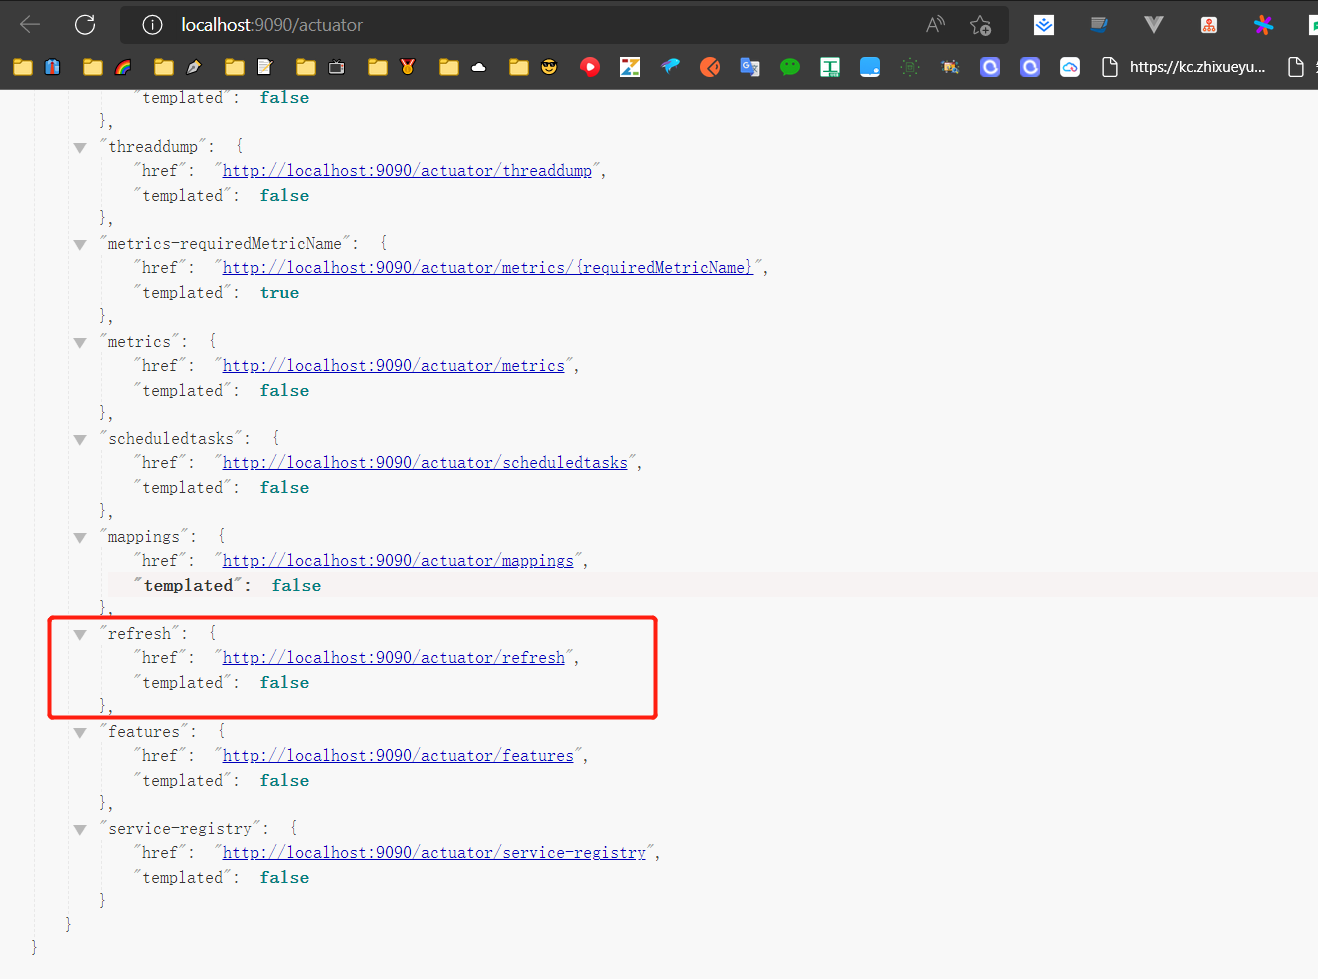 localhost:9090/actuator
https://kc.zhixueyu...
"templated": false
},
"threaddump": {
"href": "http://localhost:9090/actuator/threaddump",
"templated": false
},
"metrics-requiredMetricName": {
"href": "http://localhost:9090/actuator/metrics/{requiredMetricName}",
"templated": true
},
"metrics": {
"href": "http://localhost:9090/actuator/metrics",
"templated": false
},
"scheduledtasks": {
"href": "http://localhost:9090/actuator/scheduledtasks",
"templated": false
},
"mappings": {
"href": "http://localhost:9090/actuator/mappings",
"templated": false
},
"refresh": {
"href": "http://localhost:9090/actuator/refresh",
"templated": false
},
"features": {
"href": "http://localhost:9090/actuator/features",
"templated": false
},
"service-registry": {
"href": "http://localhost:9090/actuator/service-registry",
"templated": false
}
}
}